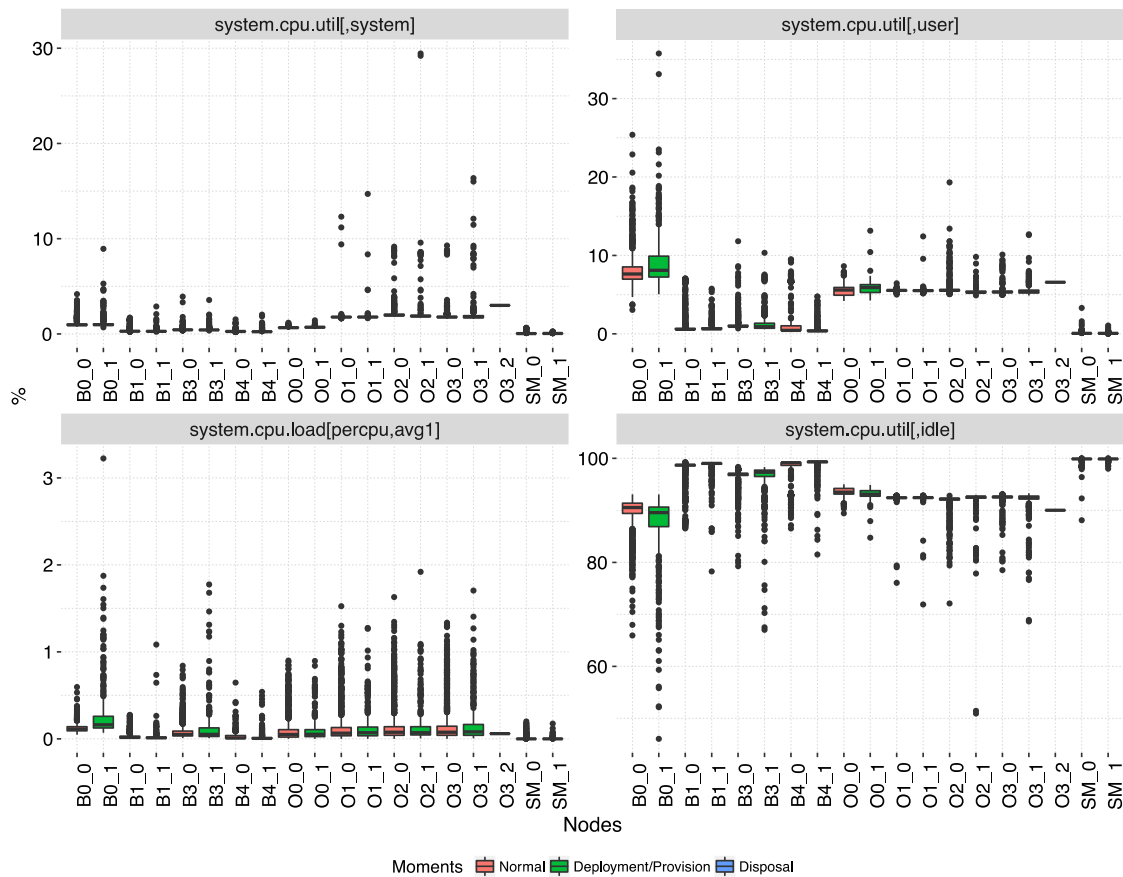 system.cpu.util[,system]
system.cpu.util[,user]
30
20
10
0
30
20
10
0
B0_0 B0_1 B1_0 B1_1 B3_0 B3_1 B4_0 B4_1 O0_0 O0_1 O1_0 O1_1 O2_0 O2_1 O3_0 O3_1 O3_2 SM_0 SM_1
B0_0 B0_1 B1_0 B1_1 B3_0 B3_1 B4_0 B4_1 O0_0 O0_1 O1_0 O1_1 O2_0 O2_1 O3_0 O3_1 O3_2 SM_0 SM_1
%
system.cpu.load[percpu,avg1]
system.cpu.util[,idle]
3
2
1
0
100
80
60
B0_0 B0_1 B1_0 B1_1 B3_0 B3_1 B4_0 B4_1 O0_0 O0_1 O1_0 O1_1 O2_0 O2_1 O3_0 O3_1 O3_2 SM_0 SM_1
B0_0 B0_1 B1_0 B1_1 B3_0 B3_1 B4_0 B4_1 O0_0 O0_1 O1_0 O1_1 O2_0 O2_1 O3_0 O3_1 O3_2 SM_0 SM_1
Nodes
Moments Normal Deployment/Provision Disposal